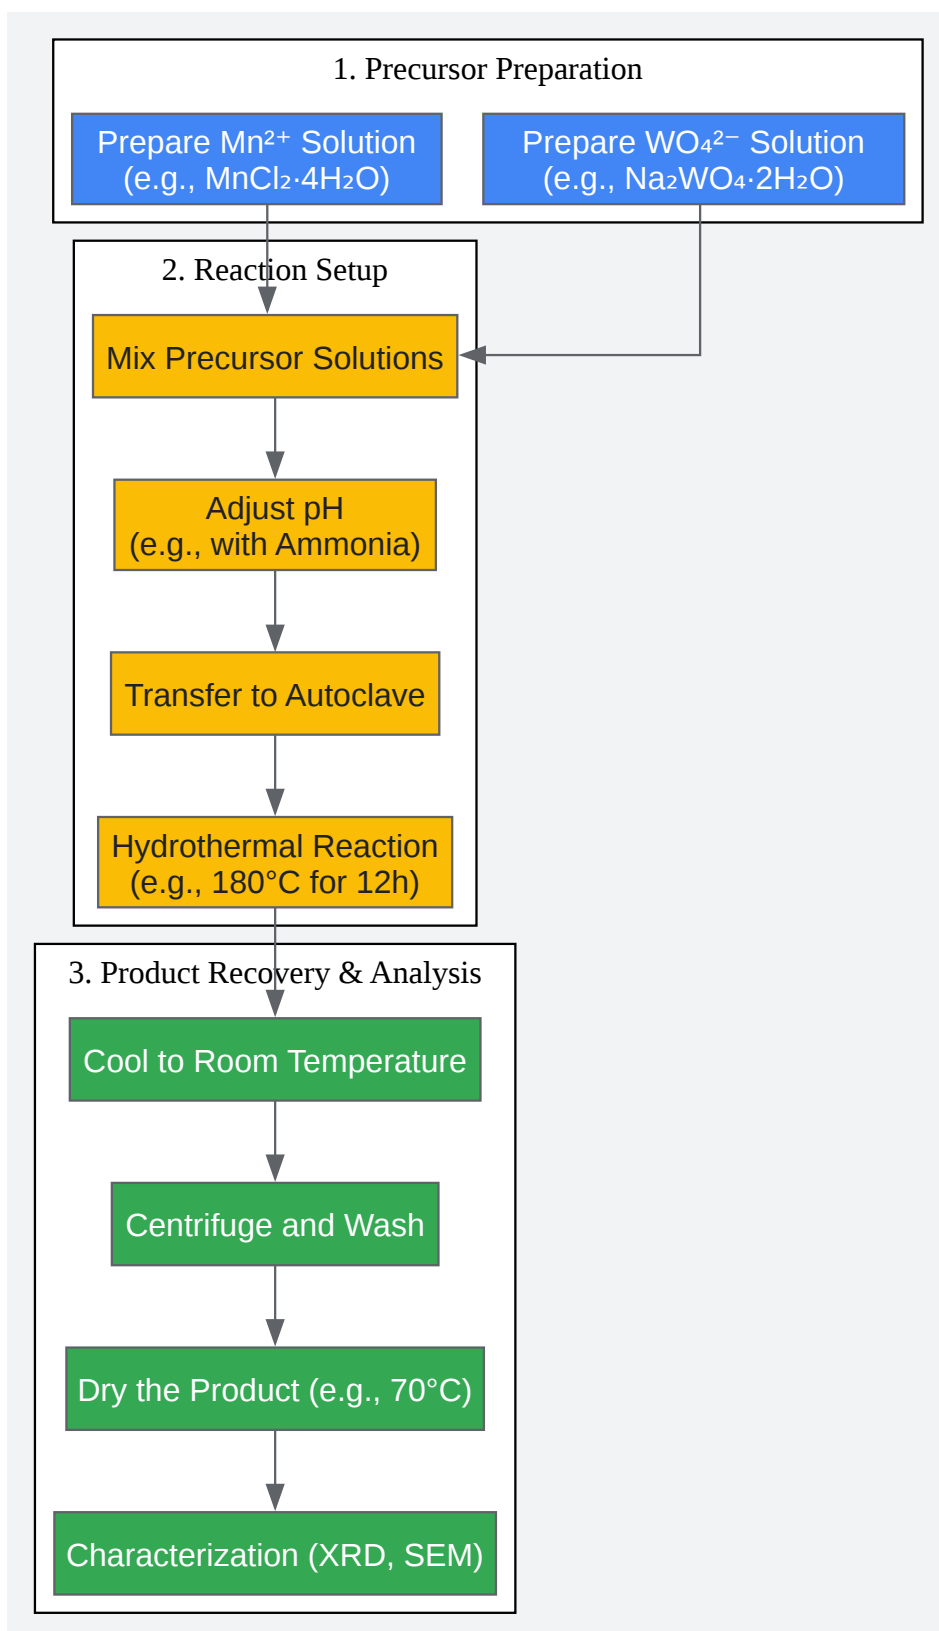 1. Precursor Preparation
Prepare Mn²⁺ Solution
(e.g., MnCl₂·4H₂O)
Prepare WO₄²⁻ Solution
(e.g., Na₂WO₄·2H₂O)
2. Reaction Setup
Mix Precursor Solutions
Adjust pH
(e.g., with Ammonia)
Transfer to Autoclave
Hydrothermal Reaction
(e.g., 180°C for 12h)
3. Product Recovery & Analysis
Cool to Room Temperature
Centrifuge and Wash
Dry the Product (e.g., 70°C)
Characterization (XRD, SEM)